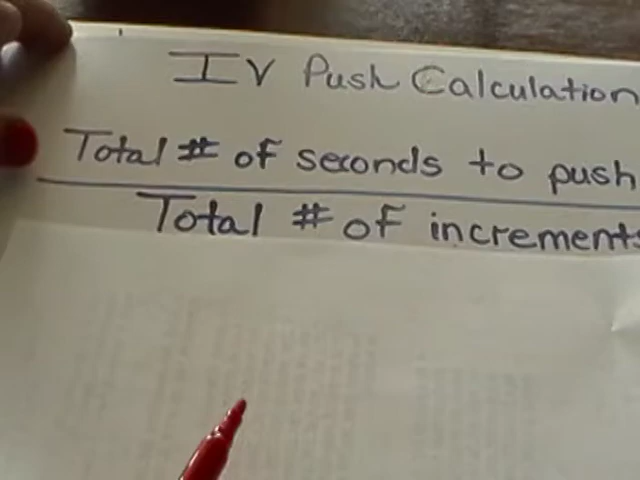 IV Push Calculation
Total # of seconds to push
Total # of increments